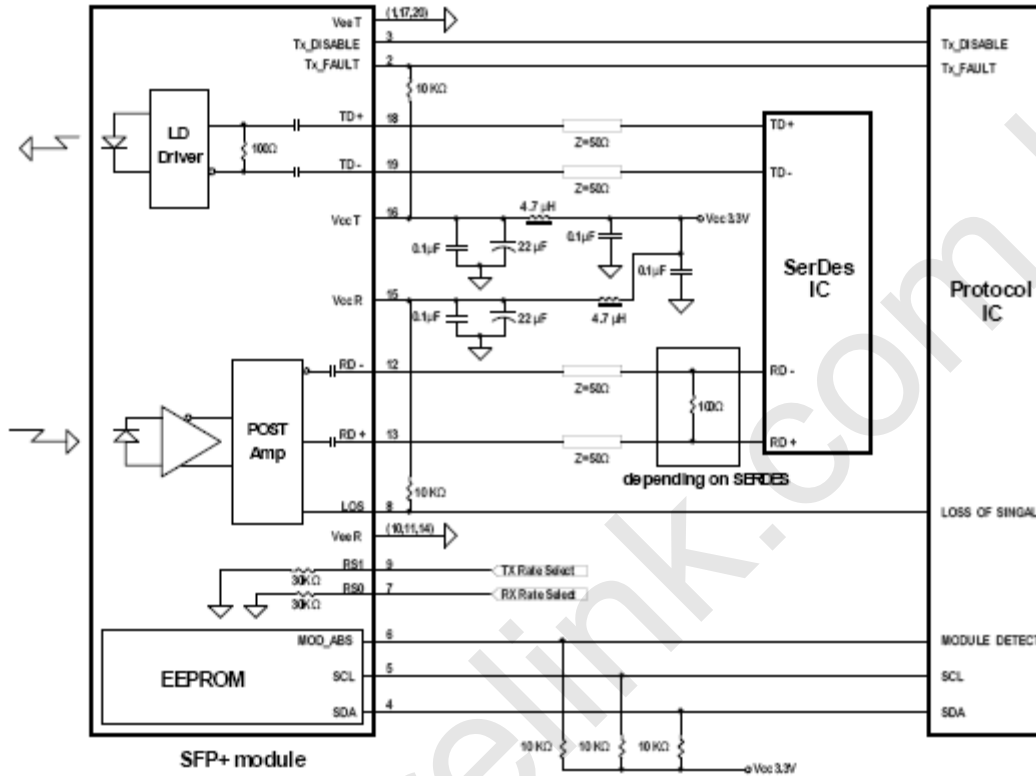 Vee T (1,17,20)
Tx_DISABLE 3 Tx_DISABLE
Tx_FAULT 2 Tx_FAULT
10 KΩ
LD
Driver
100Ω
TD+ 18 TD+
Z=50Ω
TD - 19 TD -
Z=50Ω
Vcc T 16
4.7 µH
Vcc 3.3V
0.1µF
22 µF
0.1µF
0.1µF
SerDes
IC
Protocol
IC
Vcc R 15
0.1µF
22 µF
4.7 µH
RD - 12 RD -
Z=50Ω
100Ω
POST
Amp
RD + 13 RD +
Z=50Ω
depending on SERDES
10 KΩ
LOS 8 LOSS OF SINGAL
Vee R (10,11,14)
RS1 9 TX Rate Select
30KΩ
RS0 7 RX Rate Select
30KΩ
MOD_ABS 6 MODULE DETECT
EEPROM
SCL 5 SCL
SDA 4 SDA
10 KΩ 10 KΩ 10 KΩ
Vcc 3.3V
SFP+ module
elink.com